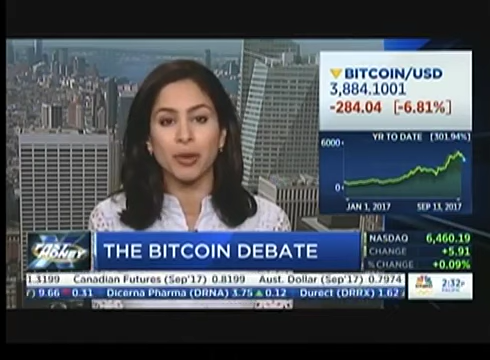 BITCOIN/USD
3,884.1001
-284.04 [-6.81%]
YR TO DATE [301.94%]
6000
0
JAN 1, 2017 SEP 13, 2017
FAST MONEY
THE BITCOIN DEBATE
NASDAQ 6,460.19
CHANGE +5.91
% CHANGE +0.09%
1.3199 Canadian Futures (Sep'17) 0.8199 Aust. Dollar (Sep'17) 0.7974
) 9.66 0.31 Dicerna Pharma (DRNA) 3.75 0.12 Durect (DRRX) 1.62
CNBC
2:32P
PACIFIC